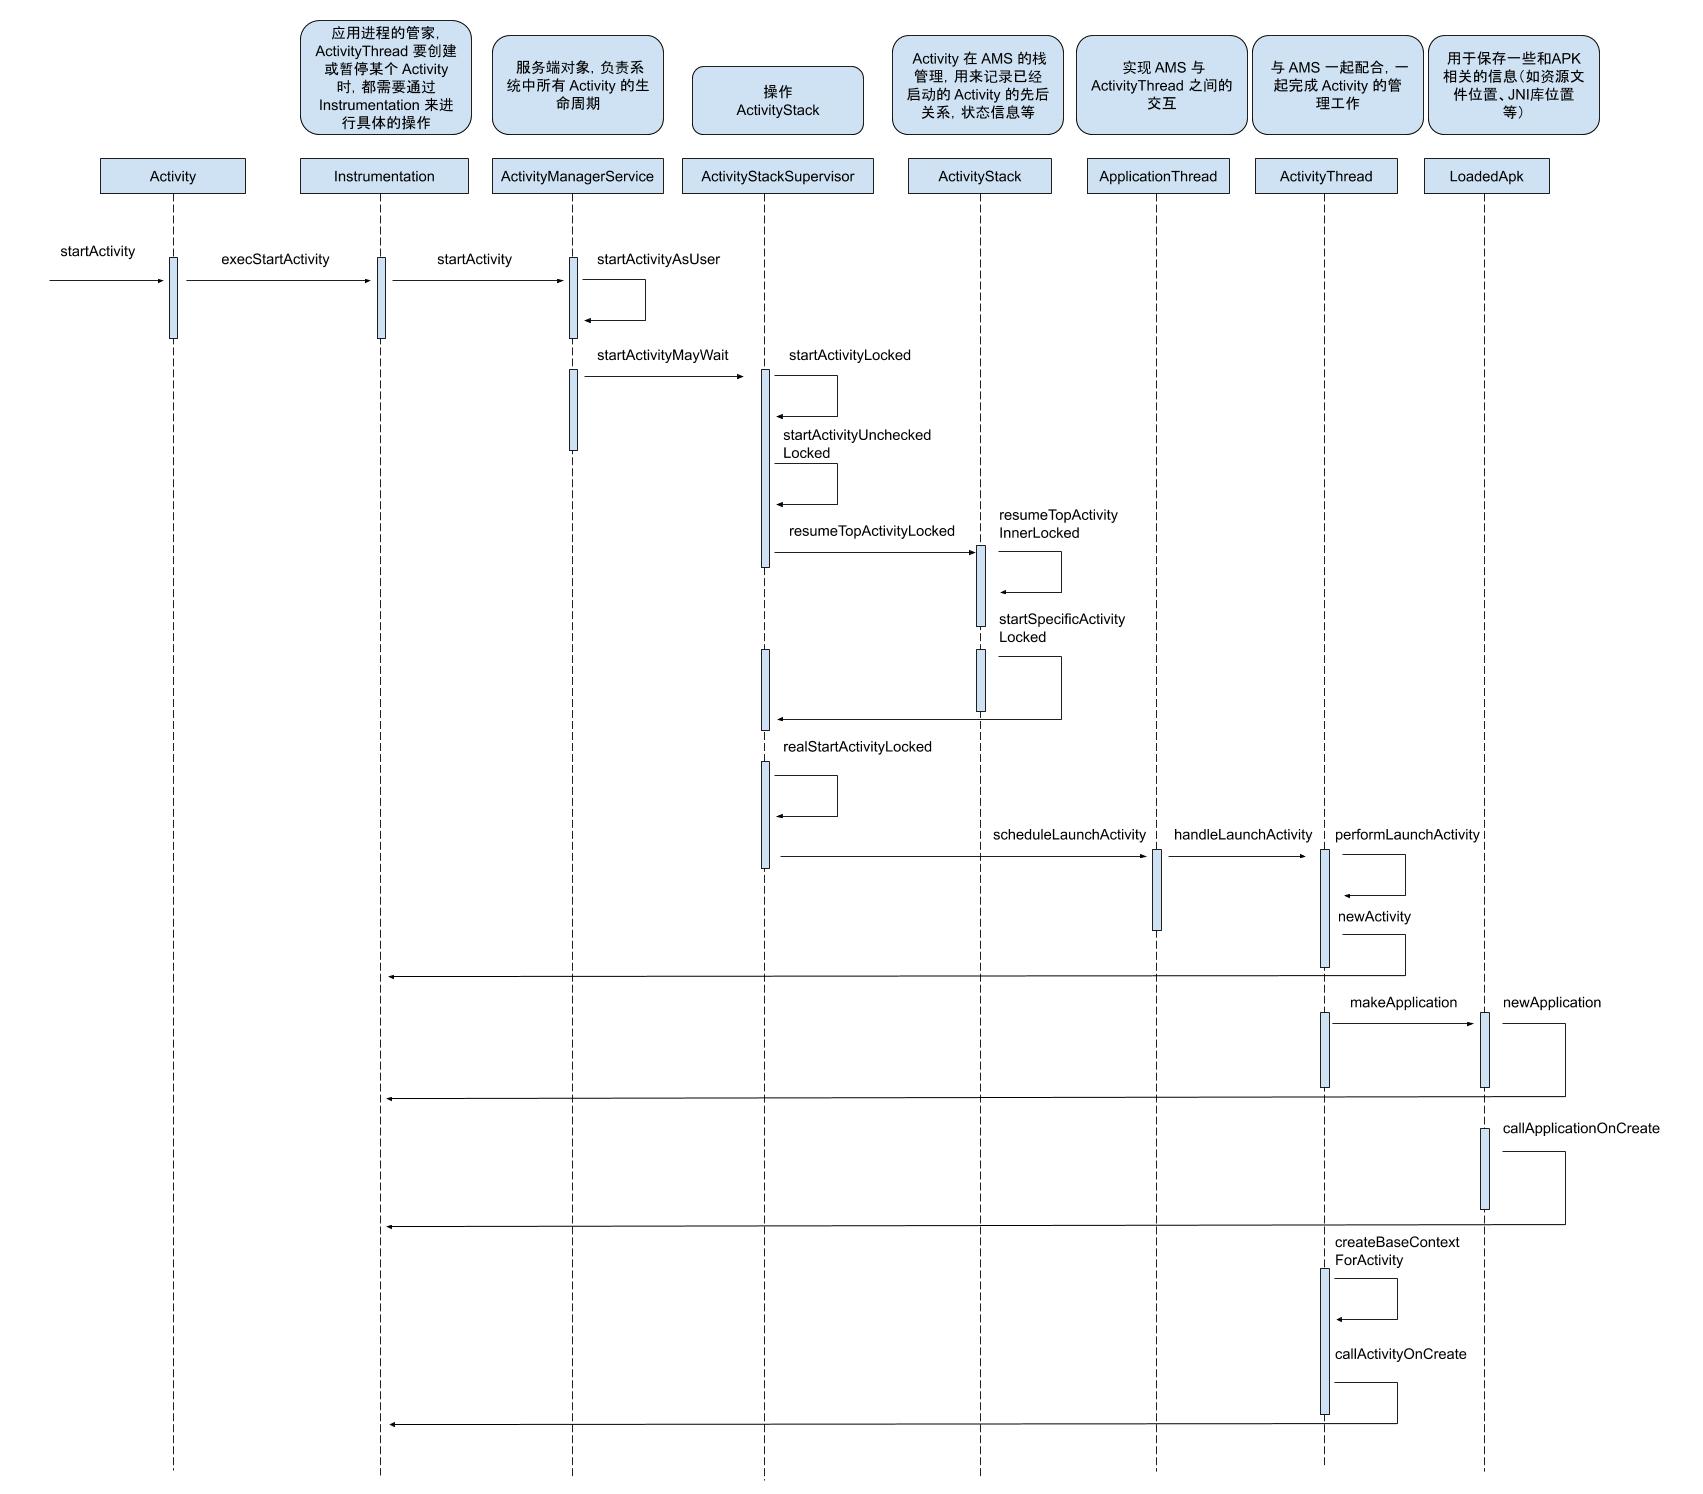 应用进程的管家，
ActivityThread 要创建
或暂停某个 Activity
时，都需要通过
Instrumentation 来进
行具体的操作
服务端对象，负责系
统中所有 Activity 的生
命周期
操作
ActivityStack
Activity 在 AMS 的栈
管理，用来记录已经
启动的 Activity 的先后
关系，状态信息等
实现 AMS 与
ActivityThread 之间的
交互
与 AMS 一起配合，一
起完成 Activity 的管
理工作
用于保存一些和APK
相关的信息（如资源文
件位置、JNI库位置
等）
Activity
Instrumentation
ActivityManagerService
ActivityStackSupervisor
ActivityStack
ApplicationThread
ActivityThread
LoadedApk
startActivity
execStartActivity
startActivity
startActivityAsUser
startActivityMayWait
startActivityLocked
startActivityUnchecked
Locked
resumeTopActivityLocked
resumeTopActivity
InnerLocked
startSpecificActivity
Locked
realStartActivityLocked
scheduleLaunchActivity
handleLaunchActivity
performLaunchActivity
newActivity
makeApplication
newApplication
callApplicationOnCreate
createBaseContext
ForActivity
callActivityOnCreate